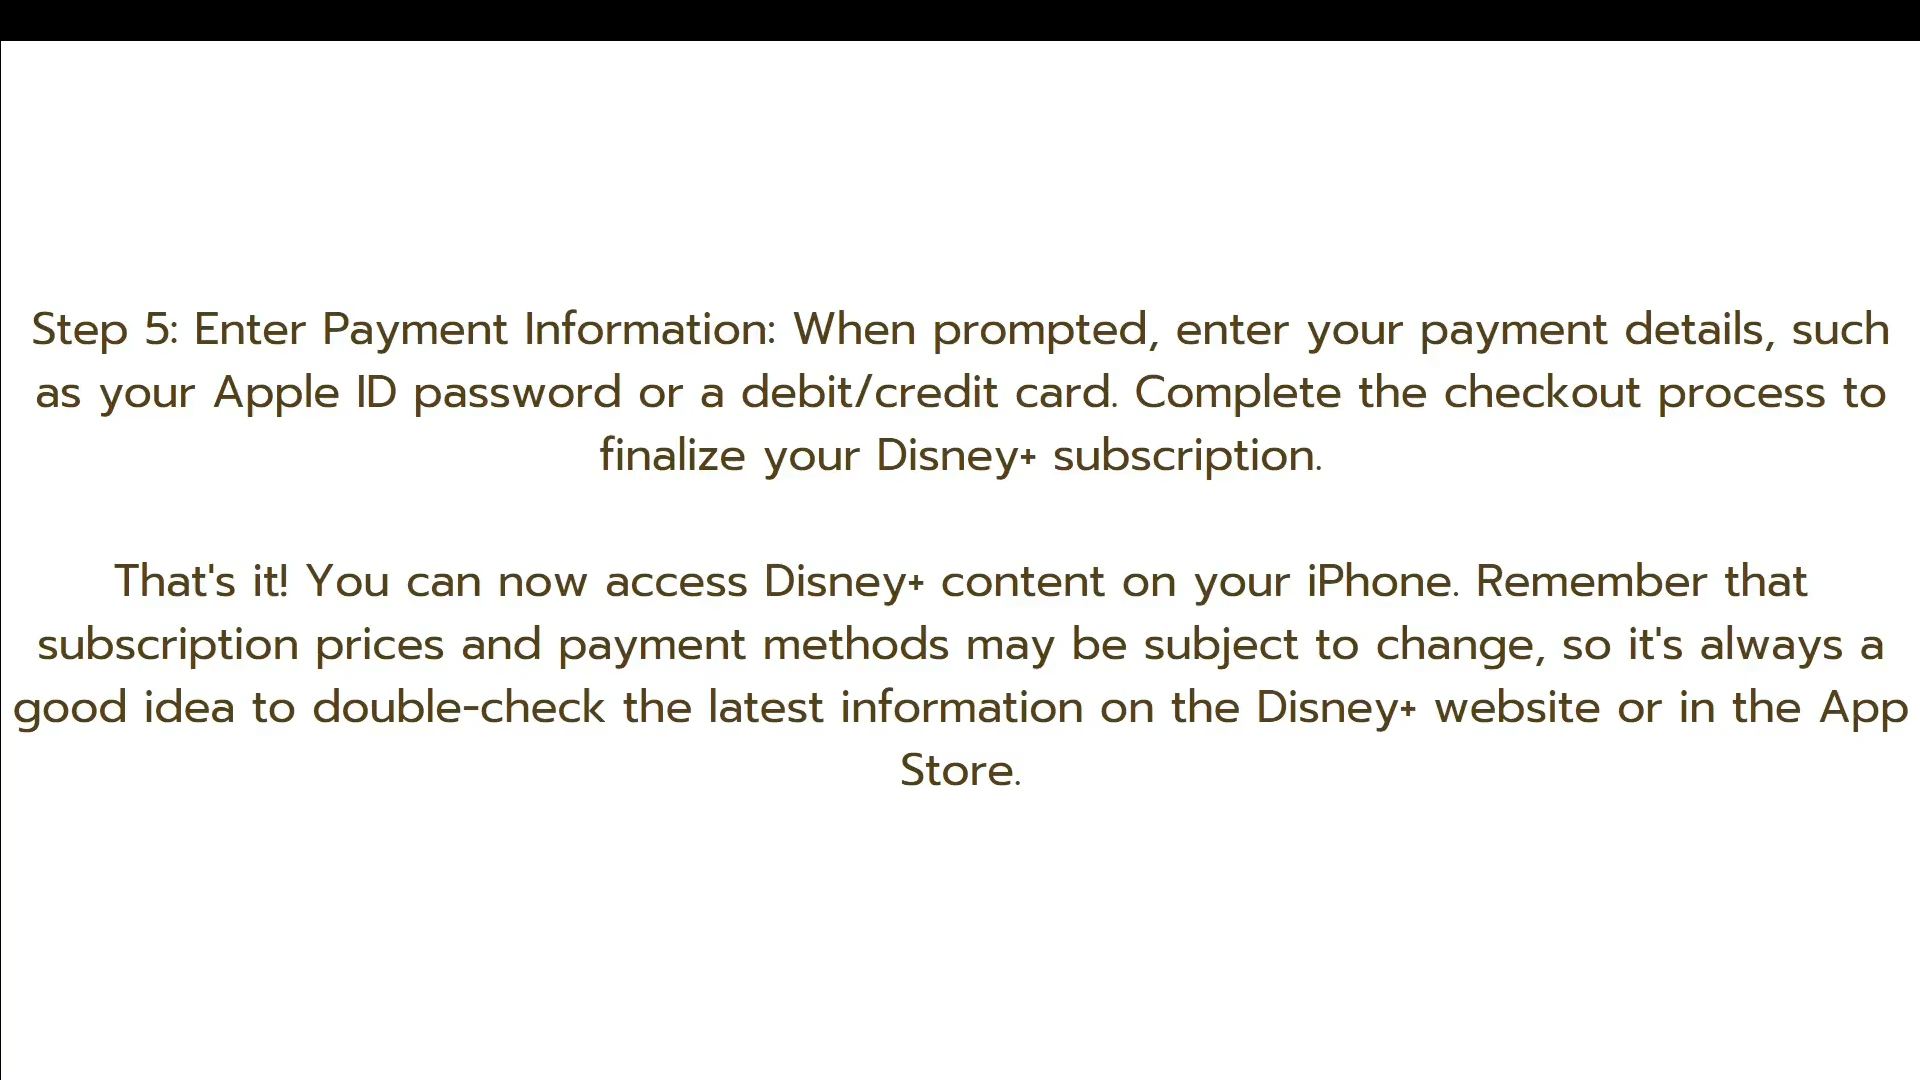 Step 5: Enter Payment Information: When prompted, enter your payment details, such
as your Apple ID password or a debit/credit card. Complete the checkout process to
finalize your Disney+ subscription.
That's it! You can now access Disney+ content on your iPhone. Remember that
subscription prices and payment methods may be subject to change, so it's always a
good idea to double-check the latest information on the Disney+ website or in the App
Store.